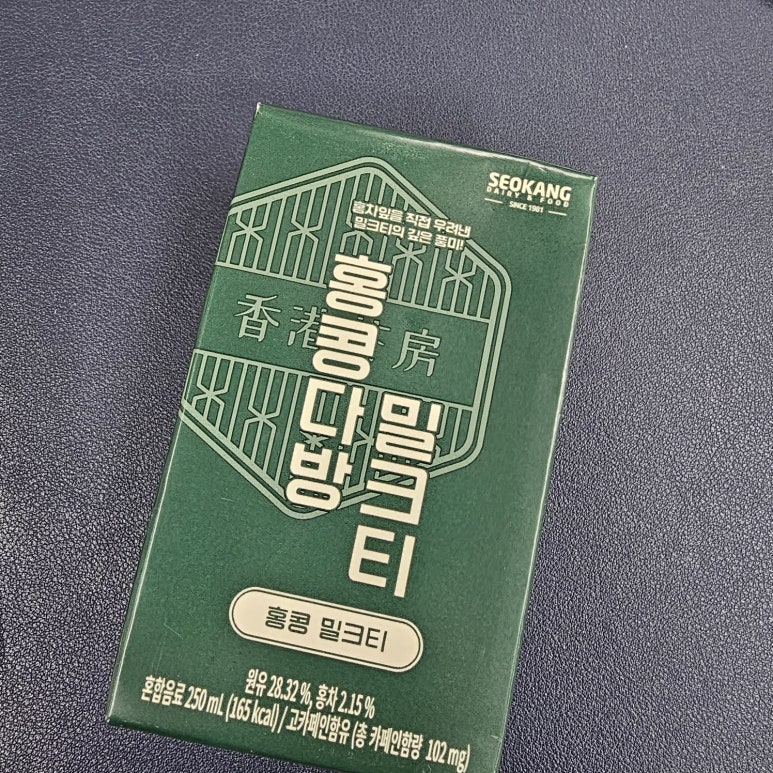 SEOKANG
DAIRY & FOOD
SINCE 1981
홍차잎을 직접 우려낸
밀크티의 깊은 풍미!
香港 房
홍콩다방
밀크티
홍콩 밀크티
원유 28.32 %, 홍차 2.15 %
혼합음료 250 mL (165 kcal) / 고카페인함유 (총 카페인함량 102 mg)